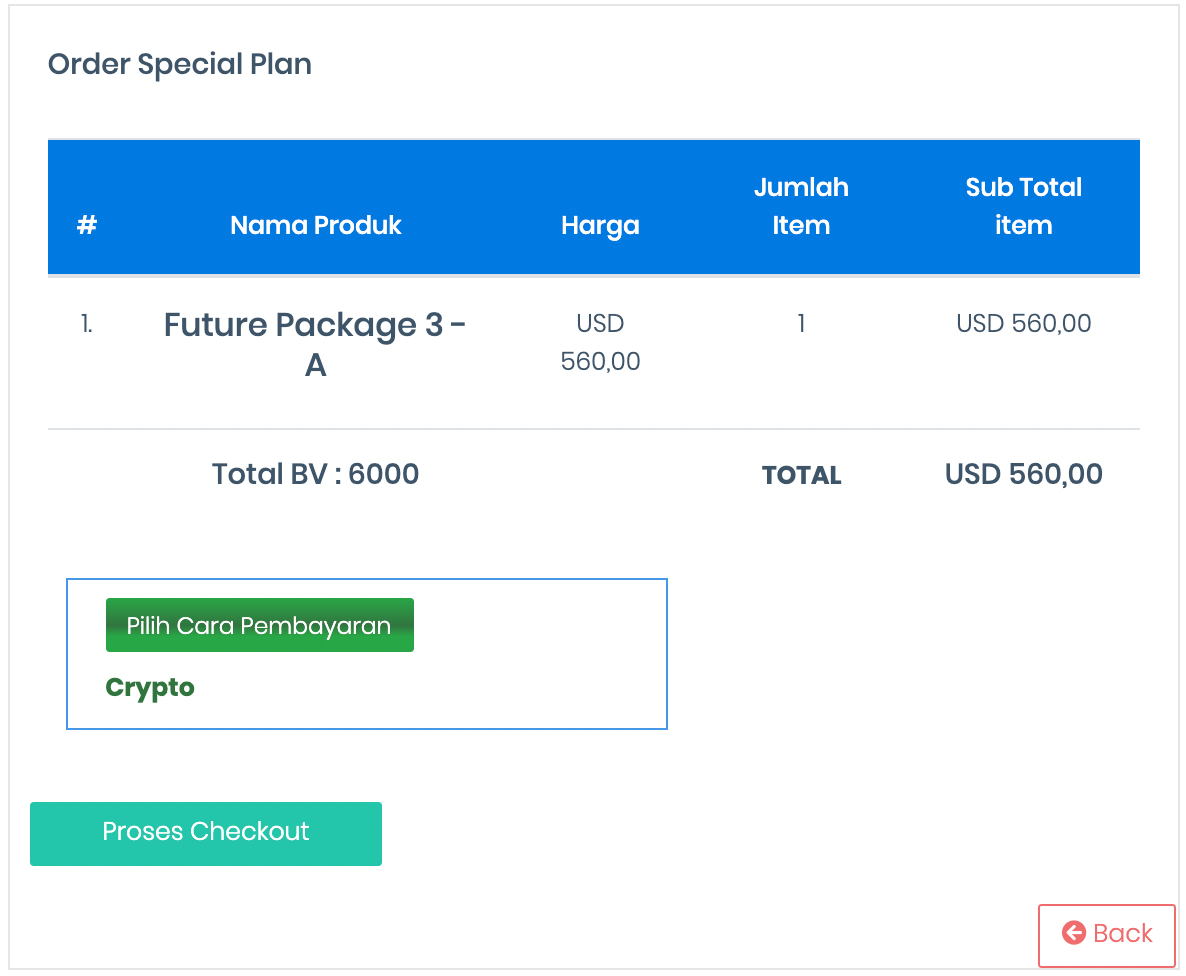 Order Special Plan
Jumlah Sub Total
# Nama Produk Harga Item item
1. Future Package 3 - USD 1 USD 560,00
A 560,00
Total BV : 6000 TOTAL USD 560,00
Pilih Cara Pembayaran
Crypto
Proses Checkout
Back